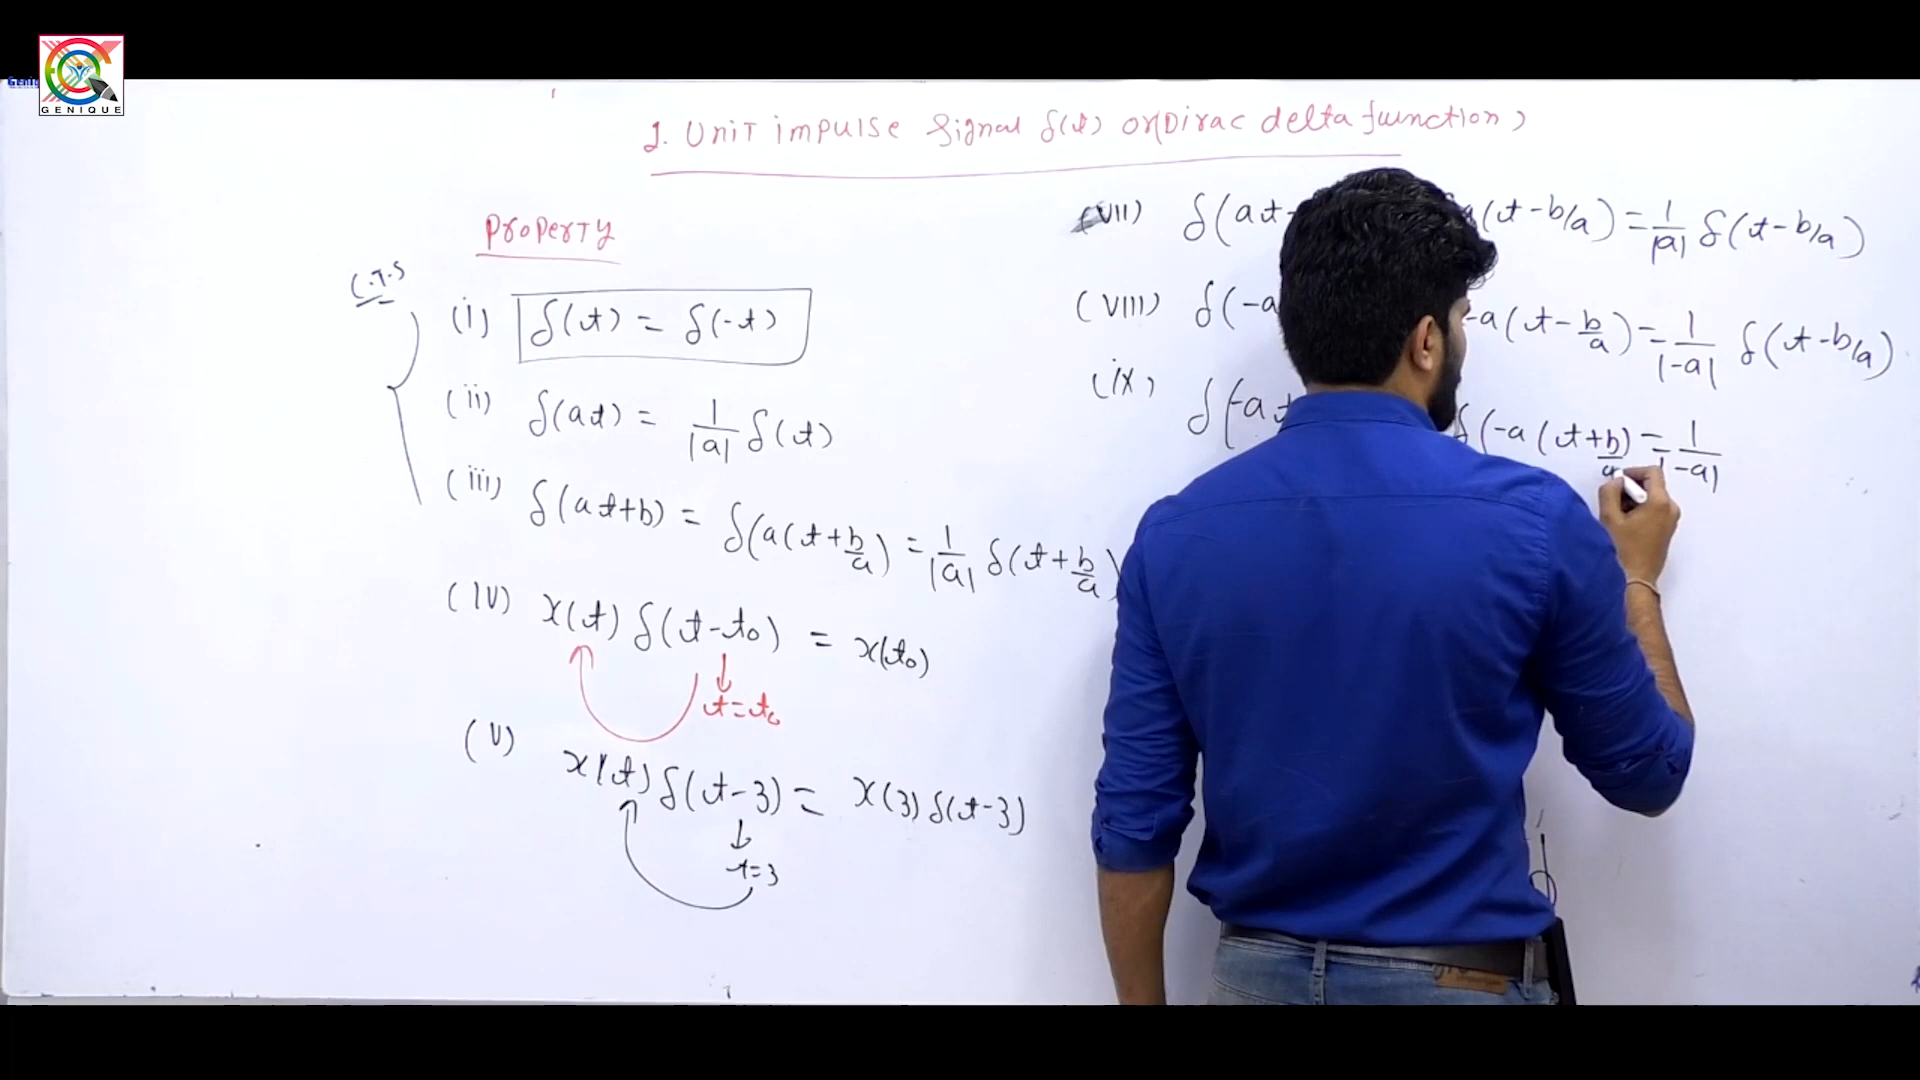 GENIQUE
1. Unit impulse signal δ(t) or (Dirac delta function)
Property
C.T.S
(i) δ(t) = δ(-t)
(ii) δ(at) = 1/|a| δ(t)
(iii) δ(at+b) = δ(a(t+b/a) = 1/|a| δ(t+b/a)
(iv) x(t) δ(t-t0) = x(t0)
t=t0
(v) x(t) δ(t-3) = x(3) δ(t-3)
t=3
(vii) δ(at- a(t-b/a) = 1/|a| δ(t-b/a)
(viii) δ(-a -a(t-b/a) = 1/|-a| δ(t-b/a)
(ix) δ(-at δ(-a(t+b/a) = 1/|-a|